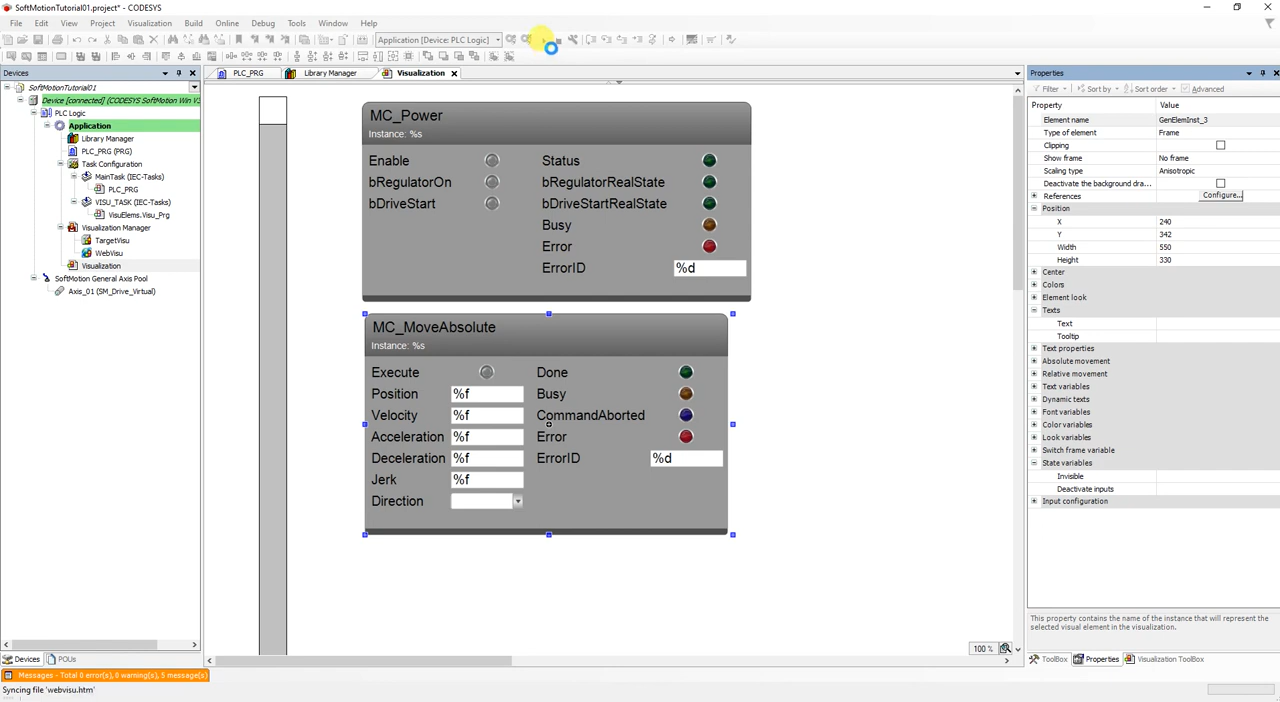 SoftMotionTutorial01.project* - CODESYS
File Edit View Project Visualization Build Online Debug Tools Window Help
Application [Device: PLC Logic]
Devices
SoftMotionTutorial01
Device [connected] (CODESYS SoftMotion Win V3
PLC Logic
Application
Library Manager
PLC_PRG (PRG)
Task Configuration
MainTask (IEC-Tasks)
PLC_PRG
VISU_TASK (IEC-Tasks)
VisuElems.Visu_Prg
Visualization Manager
TargetVisu
WebVisu
Visualization
SoftMotion General Axis Pool
Axis_01 (SM_Drive_Virtual)
Devices POUs
PLC_PRG Library Manager Visualization
MC_Power
Instance: %s
Enable Status
bRegulatorOn bRegulatorRealState
bDriveStart bDriveStartRealState
Busy
Error
ErrorID %d
MC_MoveAbsolute
Instance: %s
Execute Done
Position %f Busy
Velocity %f CommandAborted
Acceleration %f Error
Deceleration %f ErrorID %d
Jerk %f
Direction
100 %
Properties
Filter Sort by Sort order Advanced
Property Value
Element name GenElemInst_3
Type of element Frame
Clipping
Show frame No frame
Scaling type Anisotropic
Deactivate the background dra...
References Configure...
Position
X 240
Y 342
Width 550
Height 330
Center
Colors
Element look
Texts
Text
Tooltip
Text properties
Absolute movement
Relative movement
Text variables
Dynamic texts
Font variables
Color variables
Look variables
Switch frame variable
State variables
Invisible
Deactivate inputs
Input configuration
This property contains the name of the instance that will represent the
selected visual element in the visualization.
ToolBox Properties Visualization ToolBox
Messages - Total 0 error(s), 0 warning(s), 5 message(s)
Syncing file 'webvisu.htm'